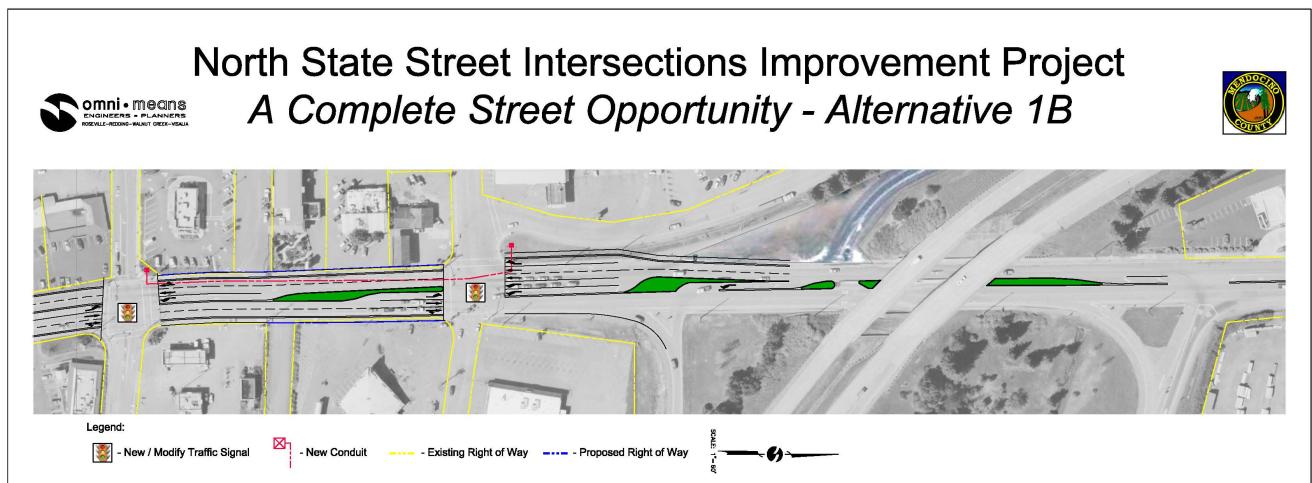 North State Street Intersections Improvement Project
A Complete Street Opportunity - Alternative 1B
omni • means
ENGINEERS • PLANNERS
ROSEVILLE-REDDING-WALNUT CREEK-VISALIA
MENDOCINO
COUNTY
Legend:
- New / Modify Traffic Signal
- New Conduit
- Existing Right of Way
- Proposed Right of Way
SCALE: 1" = 60'